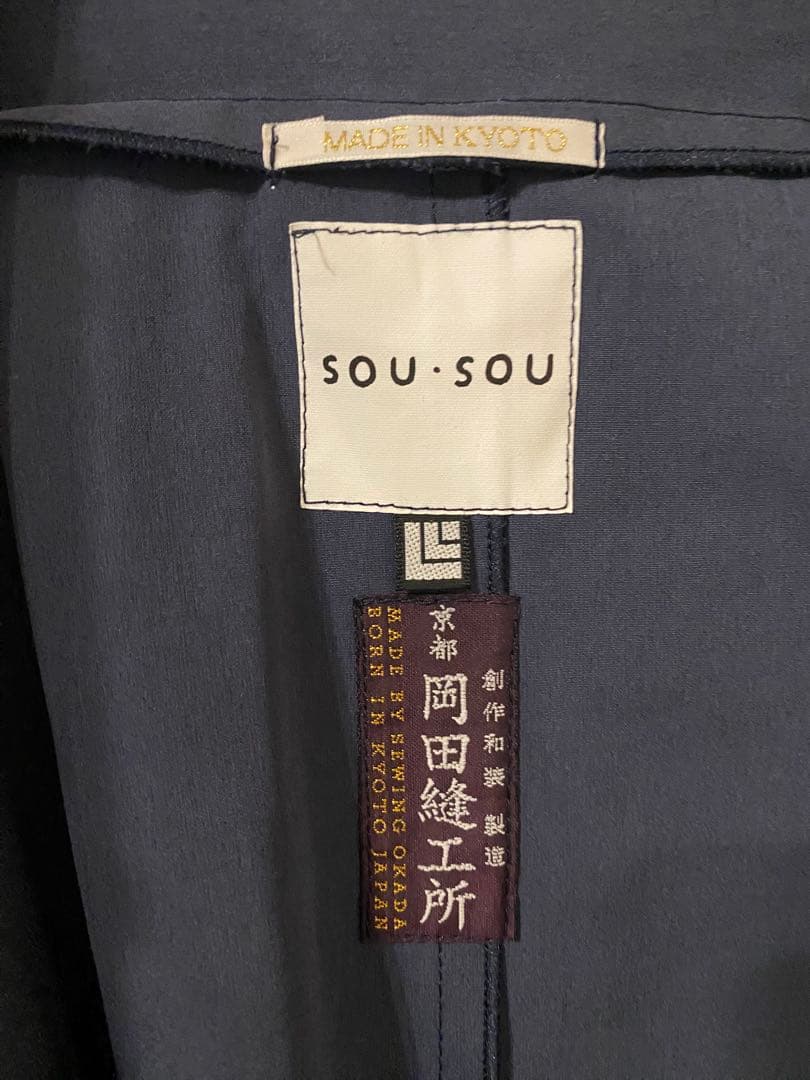 MADE IN KYOTO
SOU・SOU
LL
創作和装 製造
京都 岡田縫工所
MADE BY SEWING OKADA
BORN IN KYOTO JAPAN